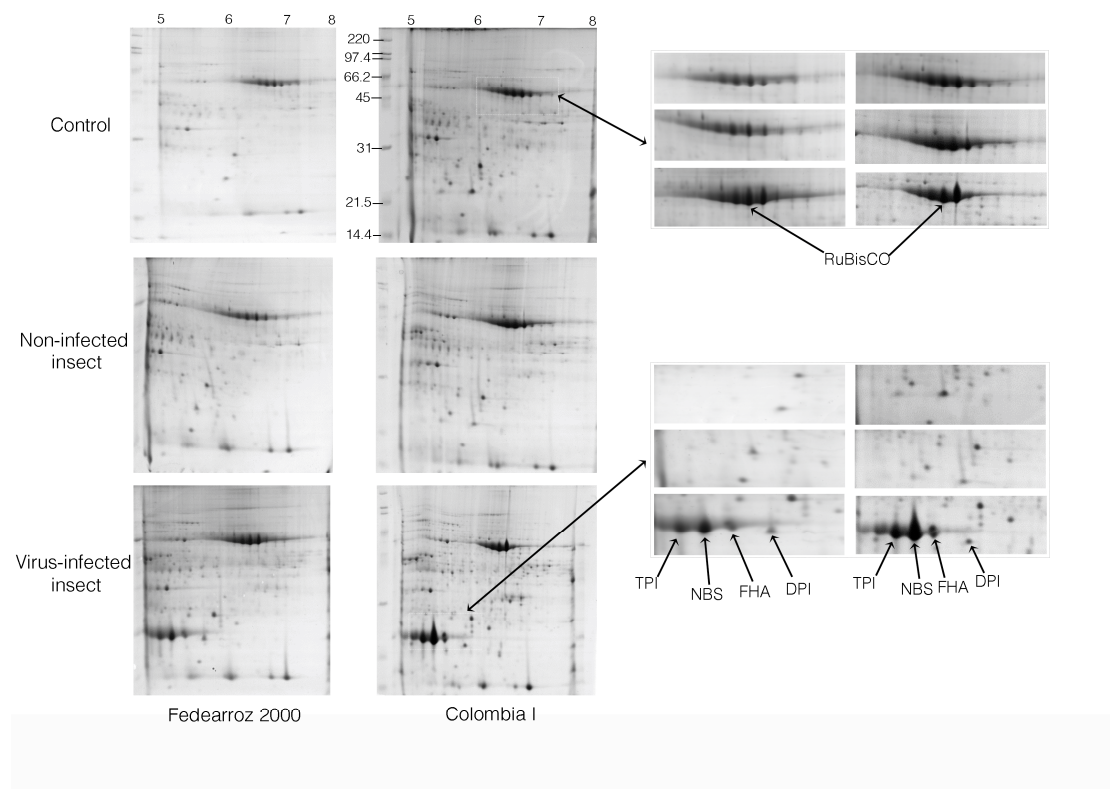 5 6 7 8
5 6 7 8
220
97.4
66.2
45
31
21.5
14.4
Control
RuBisCO
Non-infected
insect
Virus-infected
insect
TPI NBS FHA DPI
TPI NBS FHA DPI
Fedearroz 2000
Colombia I